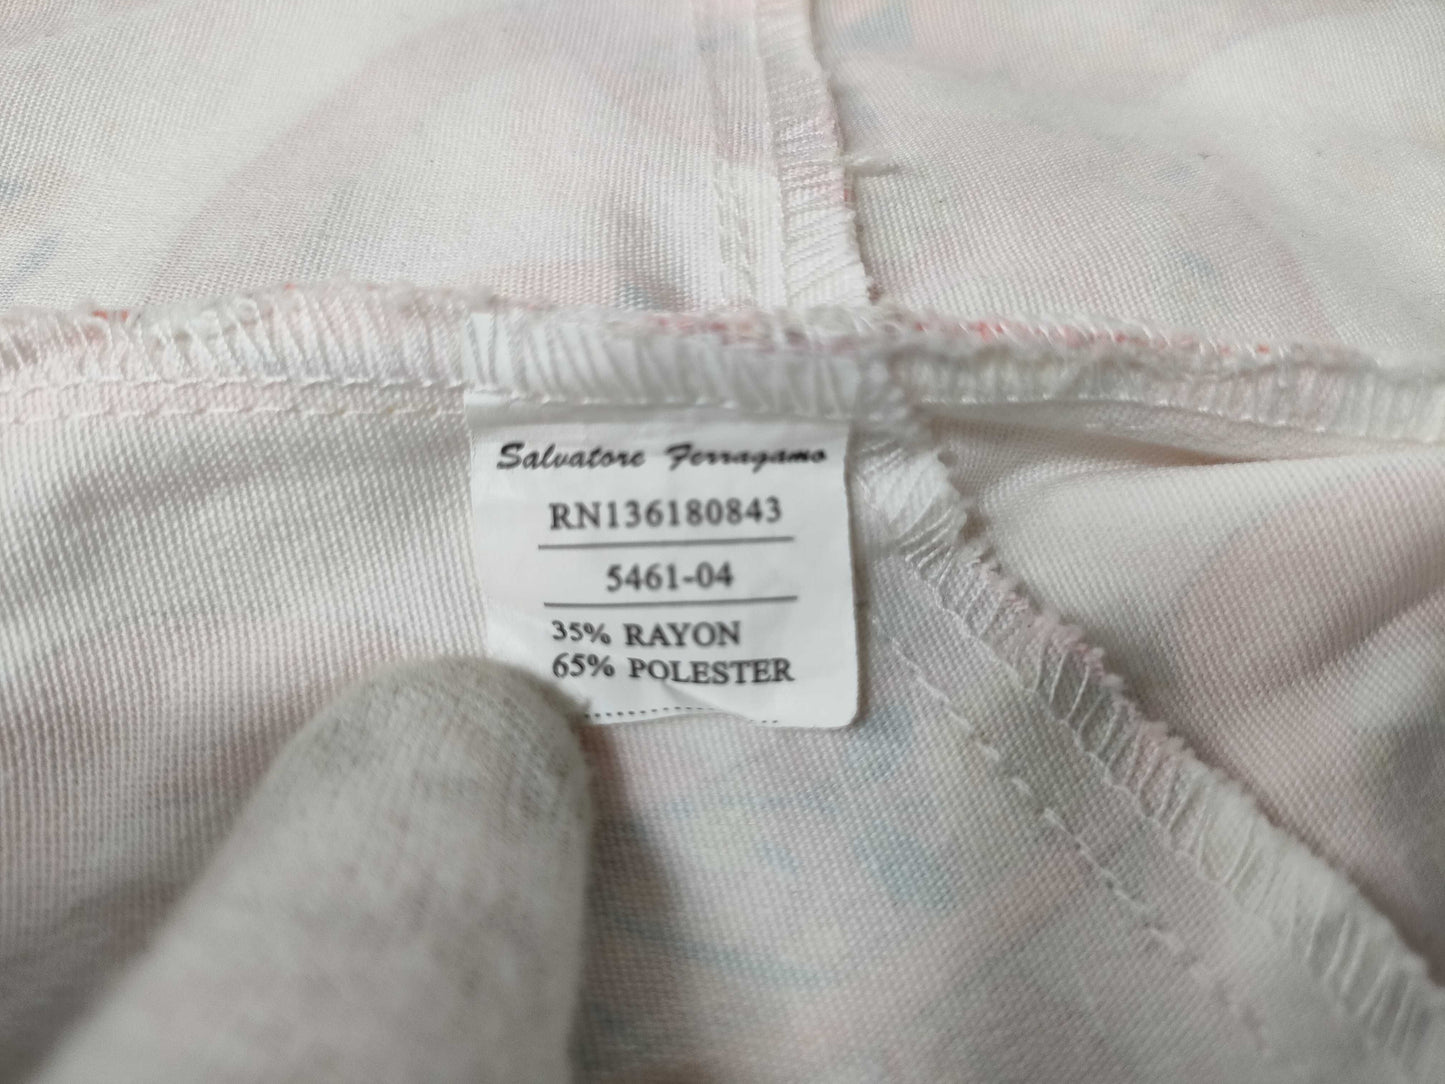 Salvatore Ferragamo
RN136180843
5461-04
35% RAYON
65% POLESTER